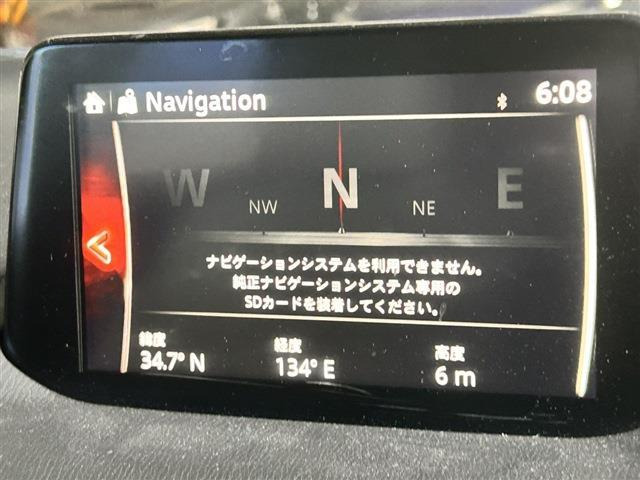 Navigation 6:08
W NW N NE E
ナビゲーションシステムを利用できません。
純正ナビゲーションシステム専用の
SDカードを装着してください。
緯度 経度 高度
34.7° N 134° E 6 m